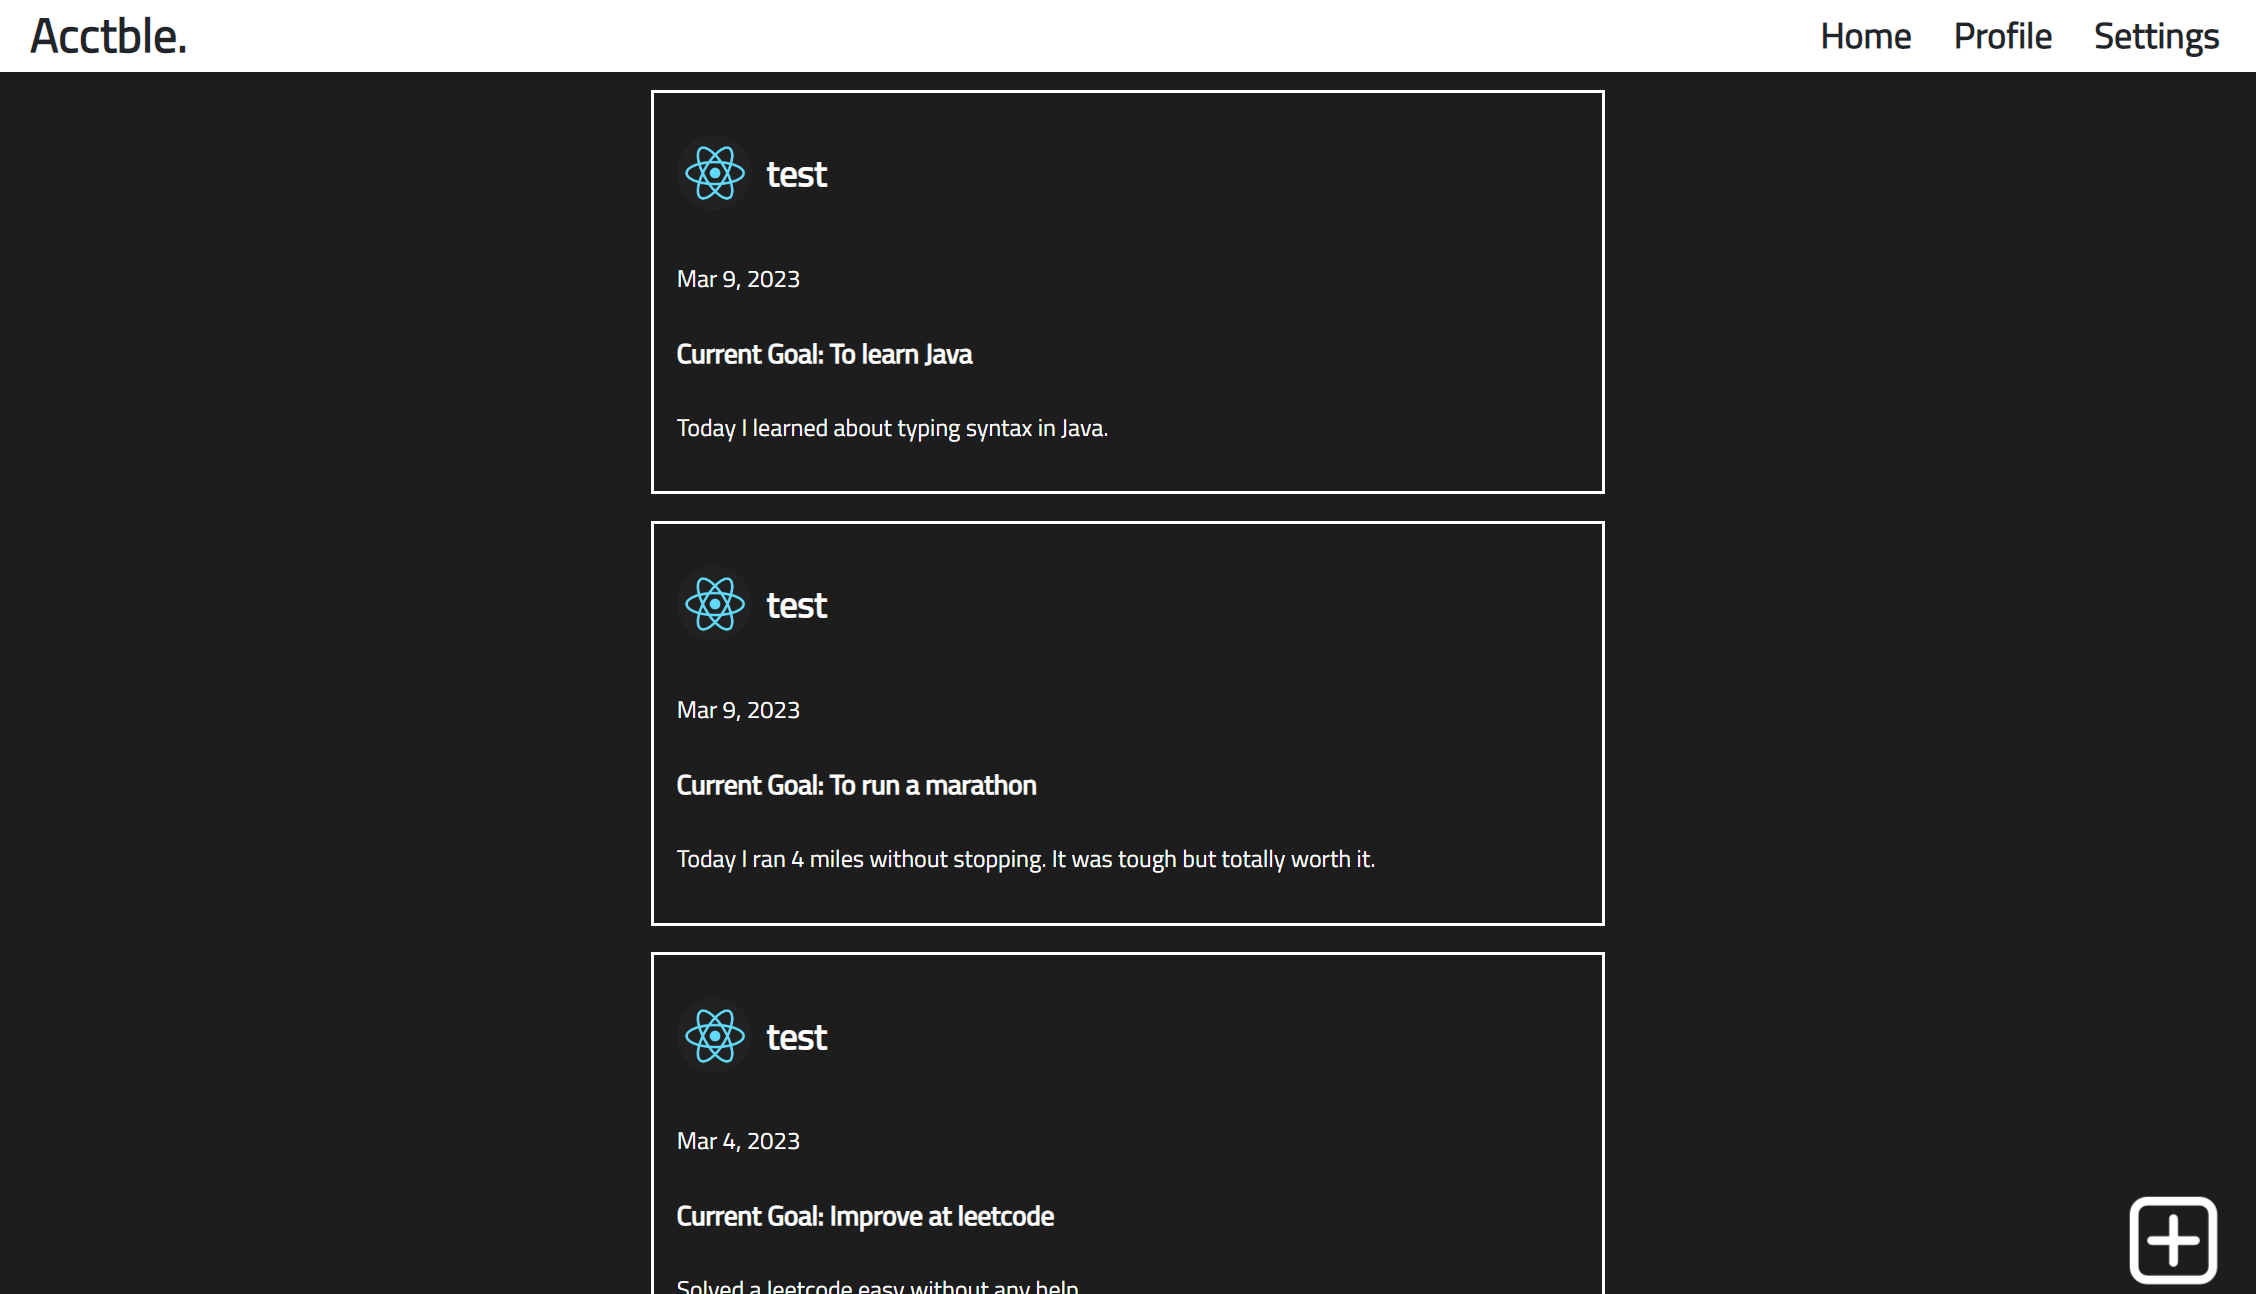 Acctble.
Home Profile Settings
test
Mar 9, 2023
Current Goal: To learn Java
Today I learned about typing syntax in Java.
test
Mar 9, 2023
Current Goal: To run a marathon
Today I ran 4 miles without stopping. It was tough but totally worth it.
test
Mar 4, 2023
Current Goal: Improve at leetcode
Solved a leetcode easy without any help